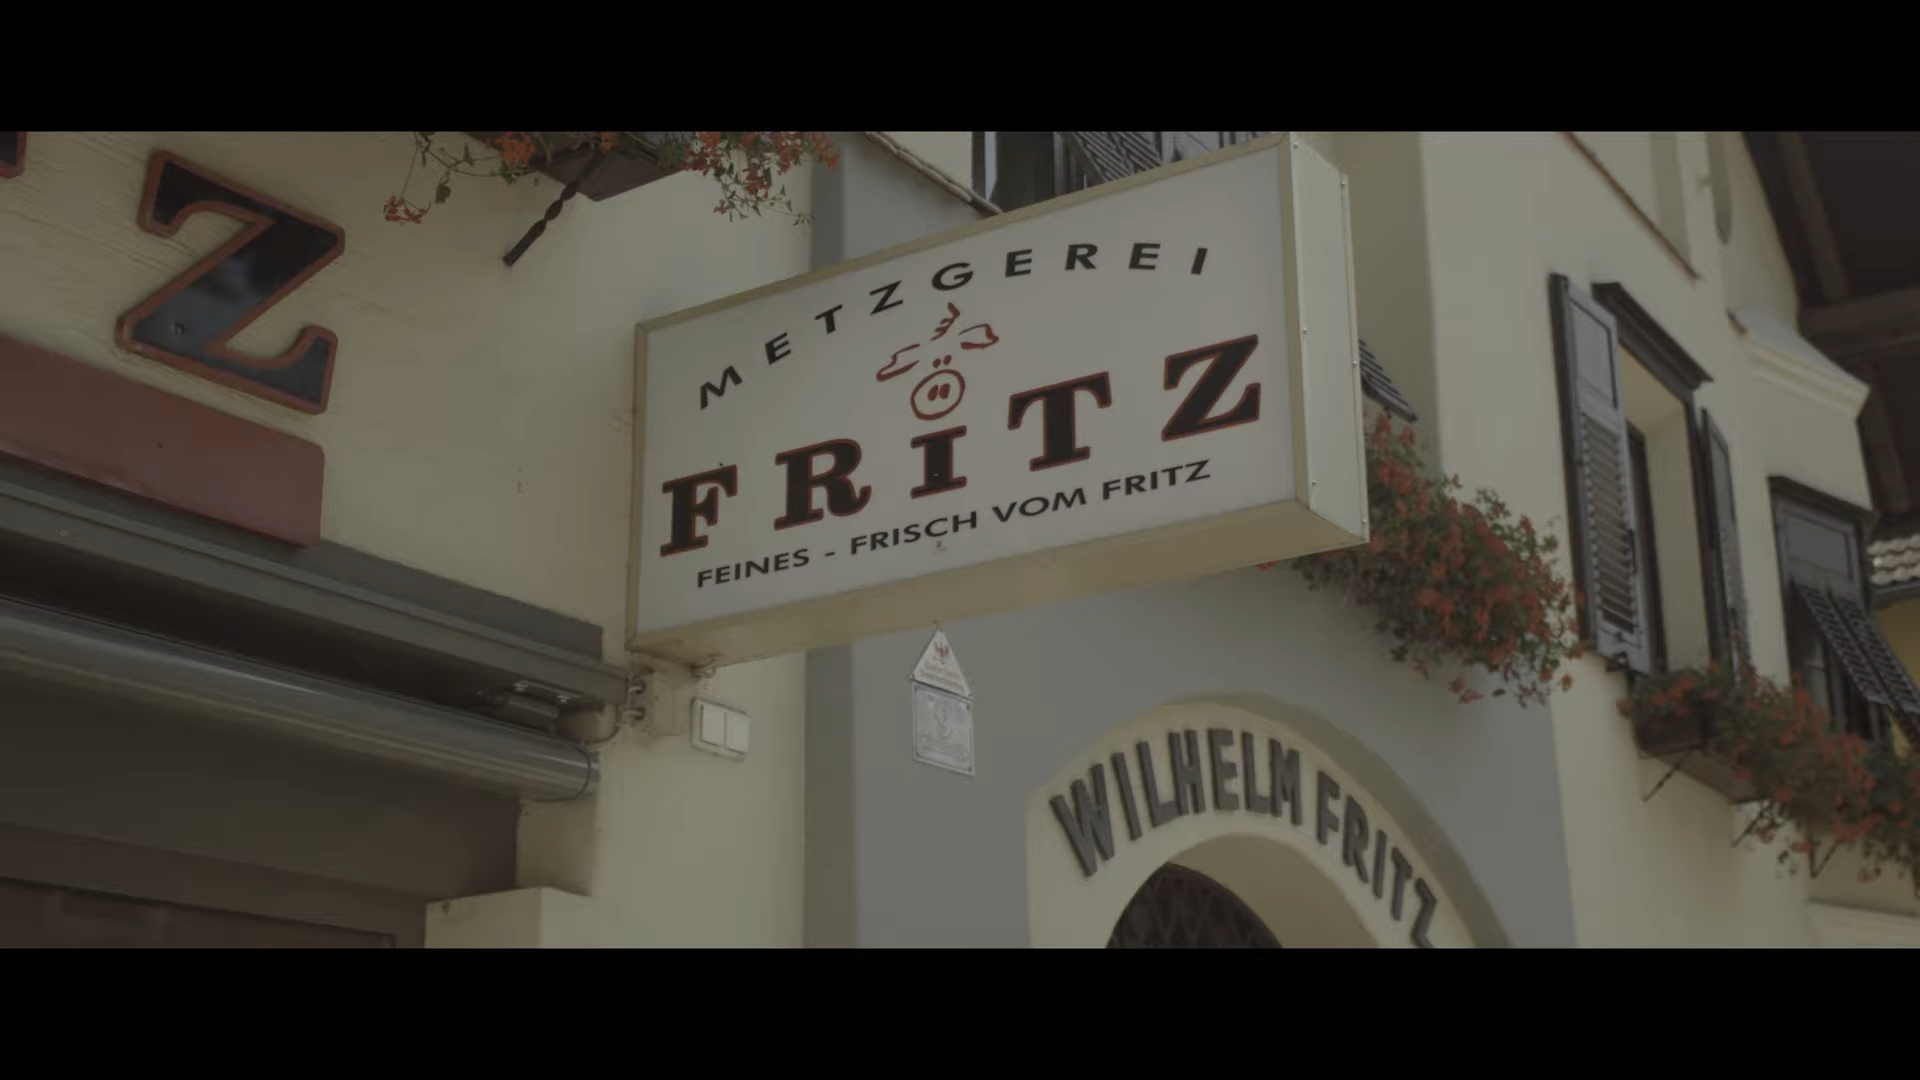 Z
METZGEREI
FRITZ
FEINES - FRISCH VOM FRITZ
WILHELM FRITZ